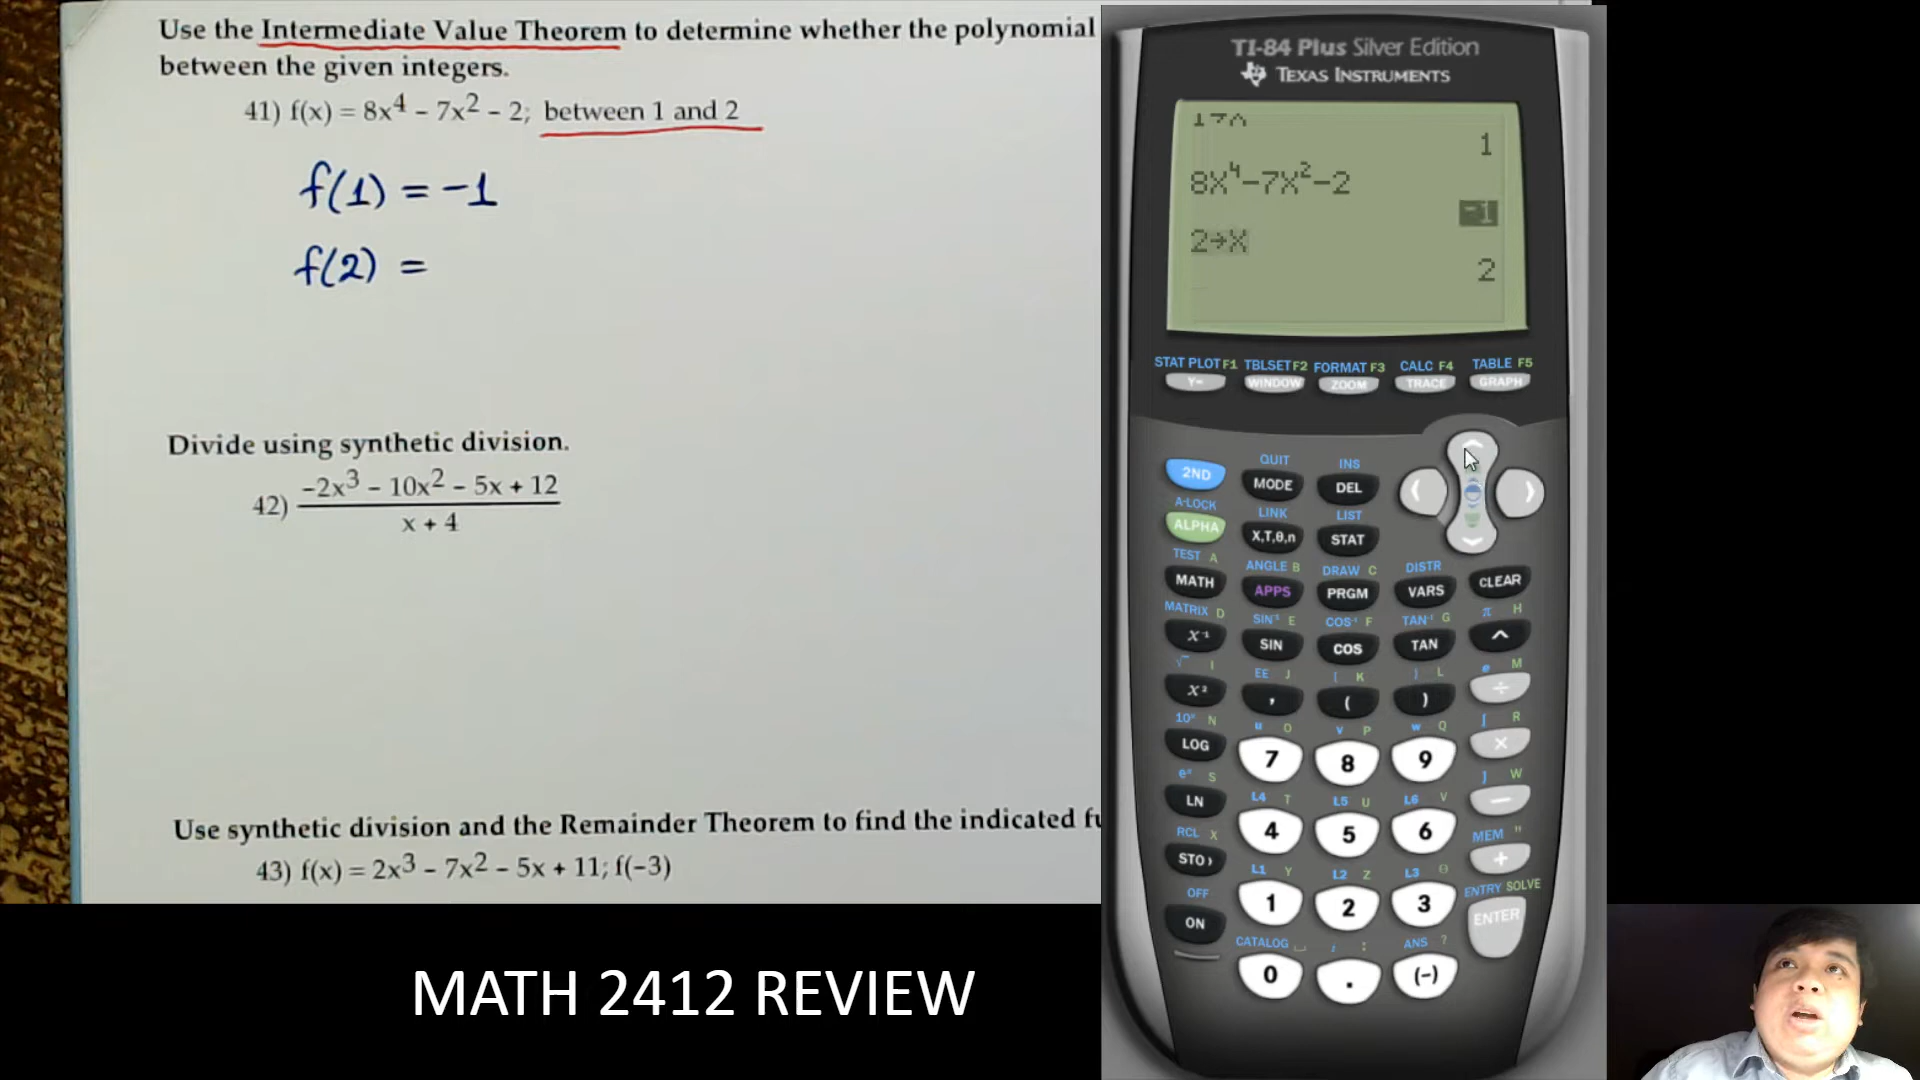 Use the Intermediate Value Theorem to determine whether the polynomial
between the given integers.
41) f(x) = 8x⁴ - 7x² - 2; between 1 and 2
f(1) = -1
f(2) =
Divide using synthetic division.
42) -2x³ - 10x² - 5x + 12
x + 4
Use synthetic division and the Remainder Theorem to find the indicated fu
43) f(x) = 2x³ - 7x² - 5x + 11; f(-3)
MATH 2412 REVIEW
TI-84 Plus Silver Edition
TEXAS INSTRUMENTS
1
8X⁴-7X²-2
-1
2→X
2
STAT PLOT F1 TBLSET F2 FORMAT F3 CALC F4 TABLE F5
Y= WINDOW ZOOM TRACE GRAPH
QUIT INS
2ND MODE DEL
A-LOCK LINK LIST
ALPHA X,T,θ,n STAT
TEST A ANGLE B DRAW C DISTR
MATH APPS PRGM VARS CLEAR
MATRIX D SIN⁻¹ E COS⁻¹ F TAN⁻¹ G π H
X⁻¹ SIN COS TAN ^
√ I EE J { K } L e M
X² , ( ) ÷
10ˣ N u O v P w Q [ R
LOG 7 8 9 ×
eˣ S L4 T L5 U L6 V ] W
LN 4 5 6 −
RCL X L1 Y L2 Z L3 θ MEM "
STO› 1 2 3 +
OFF CATALOG ⎵ i : ANS ? ENTRY SOLVE
ON 0 . (-) ENTER